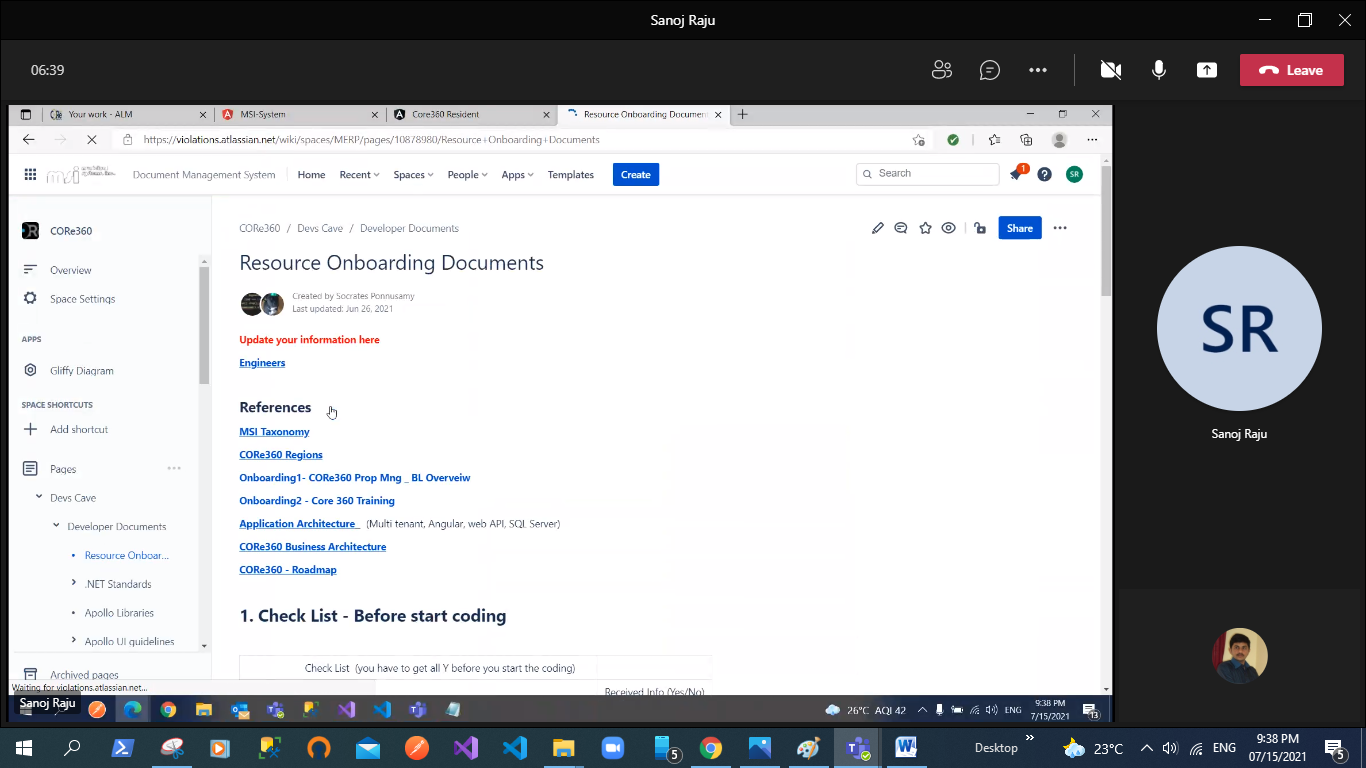 Sanoj Raju
06:39
Leave
Your work - ALM
MSI-System
Core360 Resident
Resource Onboarding Documen
https://violations.atlassian.net/wiki/spaces/MERP/pages/10878980/Resource+Onboarding+Documents
msi
Document Management System
Home
Recent
Spaces
People
Apps
Templates
Create
Search
1
SR
CORe360
Overview
Space Settings
APPS
Gliffy Diagram
SPACE SHORTCUTS
Add shortcut
Pages
Devs Cave
Developer Documents
Resource Onboar...
.NET Standards
Apollo Libraries
Apollo UI guidelines
Archived pages
CORe360 / Devs Cave / Developer Documents
Share
Resource Onboarding Documents
Created by Socrates Ponnusamy
Last updated: Jun 26, 2021
Update your information here
Engineers
References
MSI Taxonomy
CORe360 Regions
Onboarding1- CORe360 Prop Mng _ BL Overveiw
Onboarding2 - Core 360 Training
Application Architecture_ (Multi tenant, Angular, web API, SQL Server)
CORe360 Business Architecture
CORe360 - Roadmap
1. Check List - Before start coding
Check List (you have to get all Y before you start the coding)
Received Info (Yes/No)
Waiting for violations.atlassian.net...
Sanoj Raju
26°C AQI 42
ENG
9:38 PM
7/15/2021
13
SR
Sanoj Raju
5
Desktop
23°C
ENG
9:38 PM
07/15/2021
5